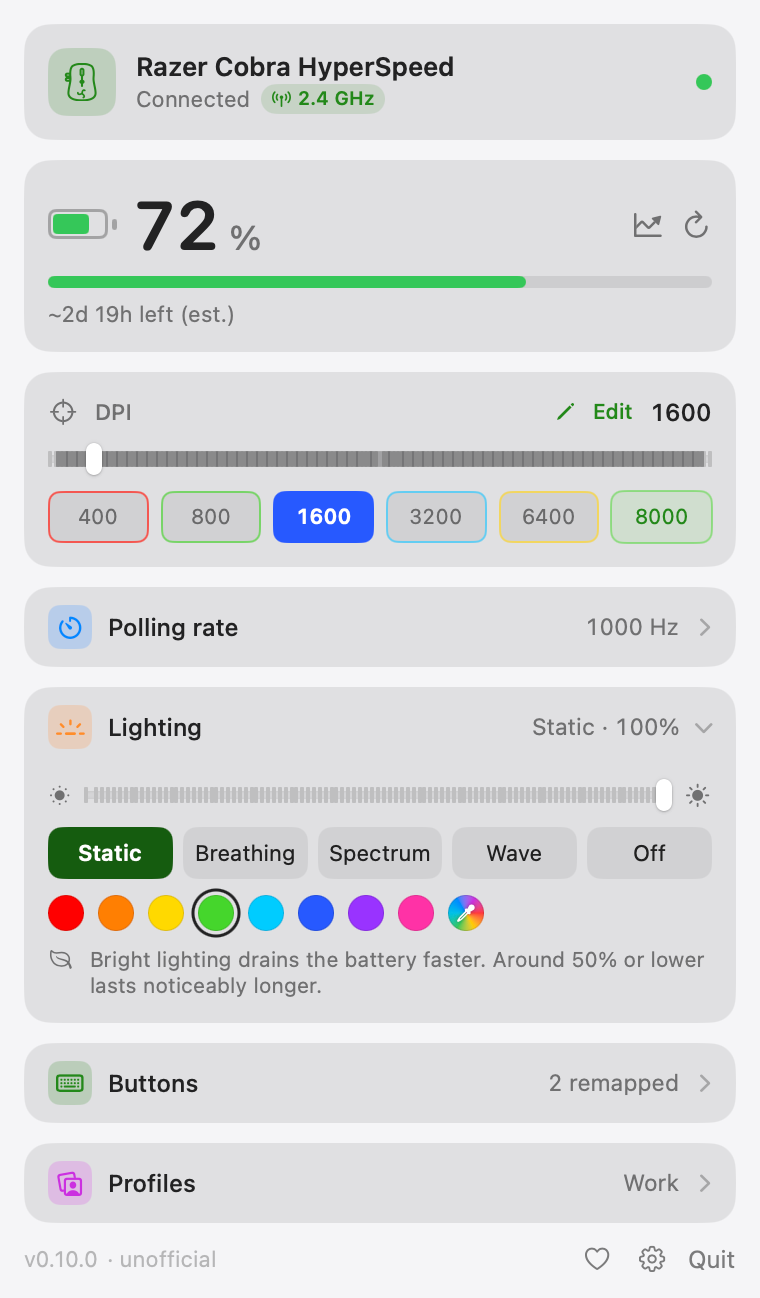 Razer Cobra HyperSpeed
Connected 2.4 GHz
72 %
~2d 19h left (est.)
DPI Edit 1600
400 800 1600 3200 6400 8000
Polling rate 1000 Hz
Lighting Static · 100%
Static Breathing Spectrum Wave Off
Bright lighting drains the battery faster. Around 50% or lower
lasts noticeably longer.
Buttons 2 remapped
Profiles Work
v0.10.0 · unofficial Quit